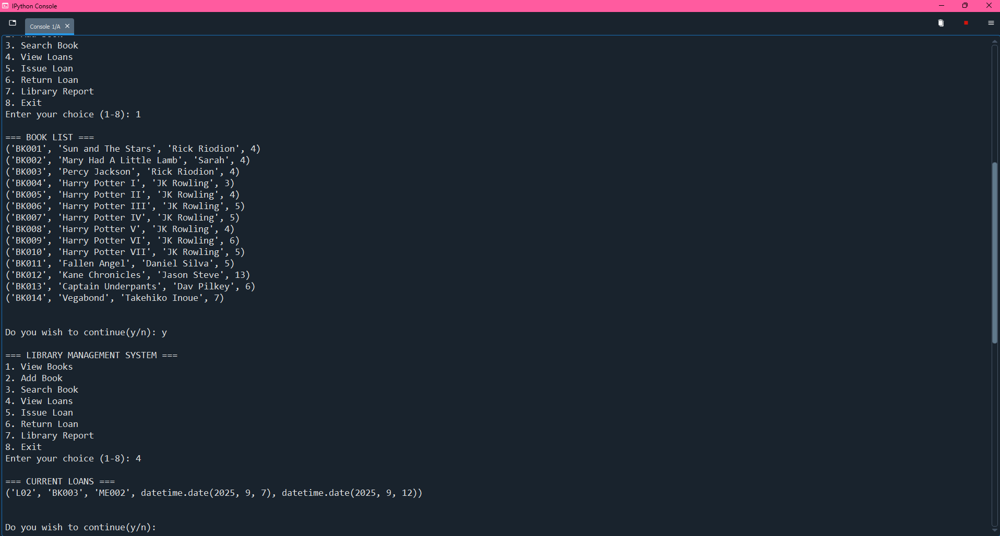 IPython Console
Console 1/A
3. Search Book
4. View Loans
5. Issue Loan
6. Return Loan
7. Library Report
8. Exit
Enter your choice (1-8): 1
=== BOOK LIST ===
('BK001', 'Sun and The Stars', 'Rick Riodion', 4)
('BK002', 'Mary Had A Little Lamb', 'Sarah', 4)
('BK003', 'Percy Jackson', 'Rick Riodion', 4)
('BK004', 'Harry Potter I', 'JK Rowling', 3)
('BK005', 'Harry Potter II', 'JK Rowling', 4)
('BK006', 'Harry Potter III', 'JK Rowling', 5)
('BK007', 'Harry Potter IV', 'JK Rowling', 5)
('BK008', 'Harry Potter V', 'JK Rowling', 4)
('BK009', 'Harry Potter VI', 'JK Rowling', 6)
('BK010', 'Harry Potter VII', 'JK Rowling', 5)
('BK011', 'Fallen Angel', 'Daniel Silva', 5)
('BK012', 'Kane Chronicles', 'Jason Steve', 13)
('BK013', 'Captain Underpants', 'Dav Pilkey', 6)
('BK014', 'Vegabond', 'Takehiko Inoue', 7)
Do you wish to continue(y/n): y
=== LIBRARY MANAGEMENT SYSTEM ===
1. View Books
2. Add Book
3. Search Book
4. View Loans
5. Issue Loan
6. Return Loan
7. Library Report
8. Exit
Enter your choice (1-8): 4
=== CURRENT LOANS ===
('L02', 'BK003', 'ME002', datetime.date(2025, 9, 7), datetime.date(2025, 9, 12))
Do you wish to continue(y/n):